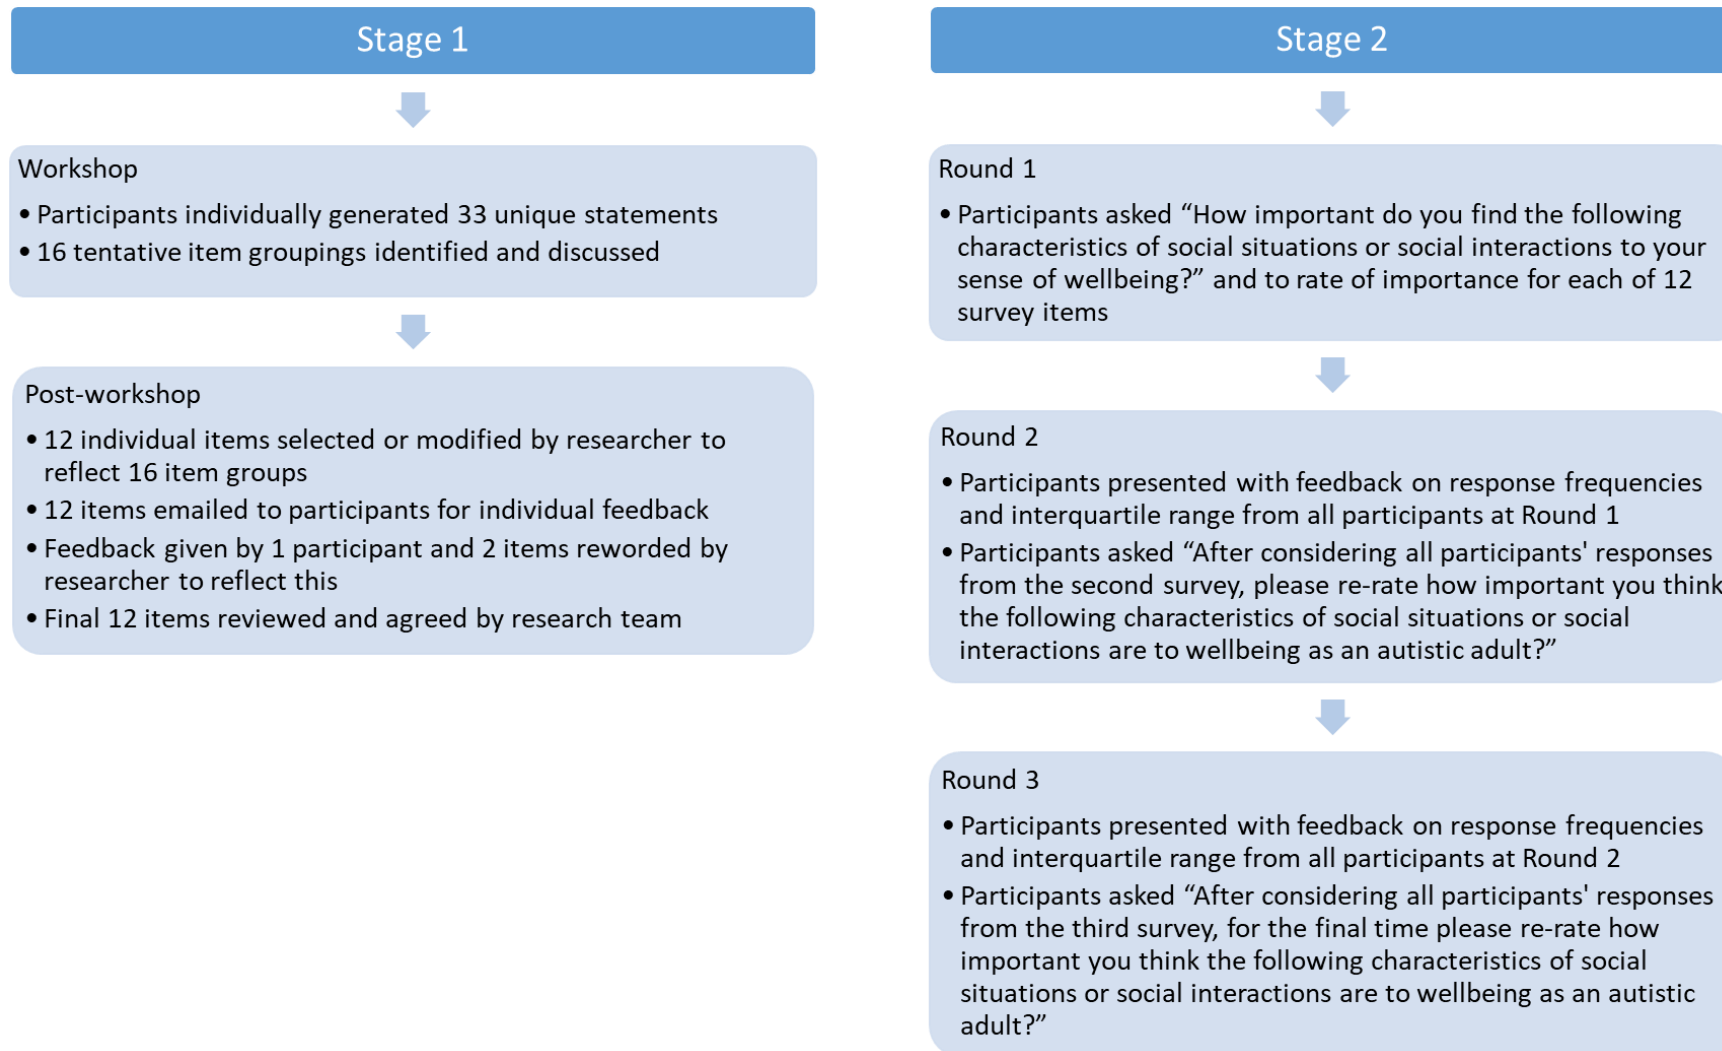 Stage 1
Workshop
• Participants individually generated 33 unique statements
• 16 tentative item groupings identified and discussed
Post-workshop
• 12 individual items selected or modified by researcher to
reflect 16 item groups
• 12 items emailed to participants for individual feedback
• Feedback given by 1 participant and 2 items reworded by
researcher to reflect this
• Final 12 items reviewed and agreed by research team
Stage 2
Round 1
• Participants asked “How important do you find the following
characteristics of social situations or social interactions to your
sense of wellbeing?” and to rate of importance for each of 12
survey items
Round 2
• Participants presented with feedback on response frequencies
and interquartile range from all participants at Round 1
• Participants asked “After considering all participants' responses
from the second survey, please re-rate how important you think
the following characteristics of social situations or social
interactions are to wellbeing as an autistic adult?”
Round 3
• Participants presented with feedback on response frequencies
and interquartile range from all participants at Round 2
• Participants asked “After considering all participants' responses
from the third survey, for the final time please re-rate how
important you think the following characteristics of social
situations or social interactions are to wellbeing as an autistic
adult?”